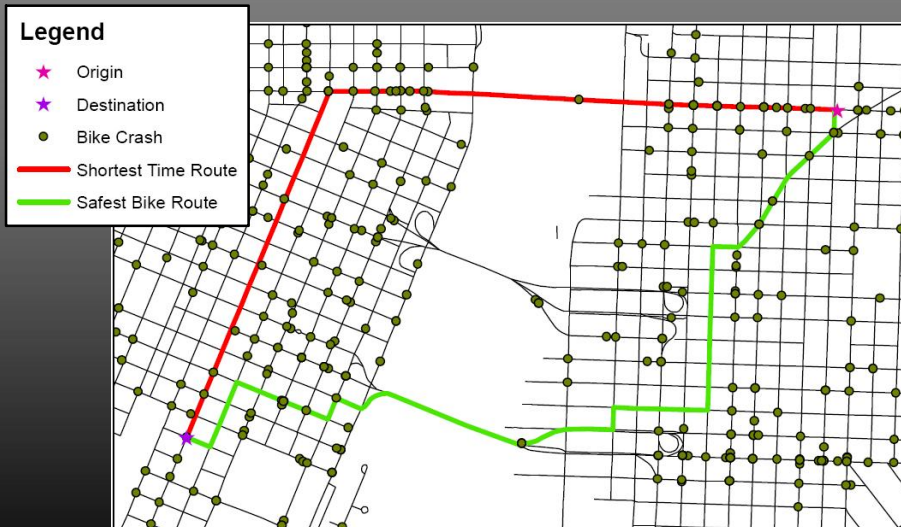 Legend
Origin
Destination
Bike Crash
Shortest Time Route
Safest Bike Route